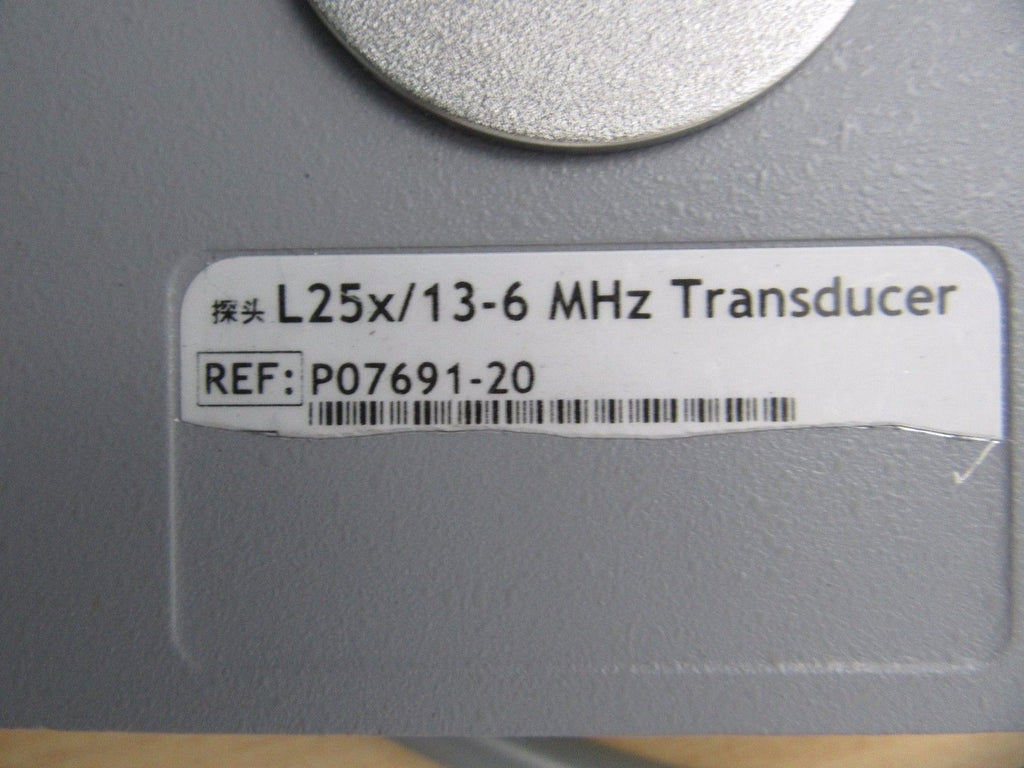 探头 L25x/13-6 MHz Transducer
REF: P07691-20